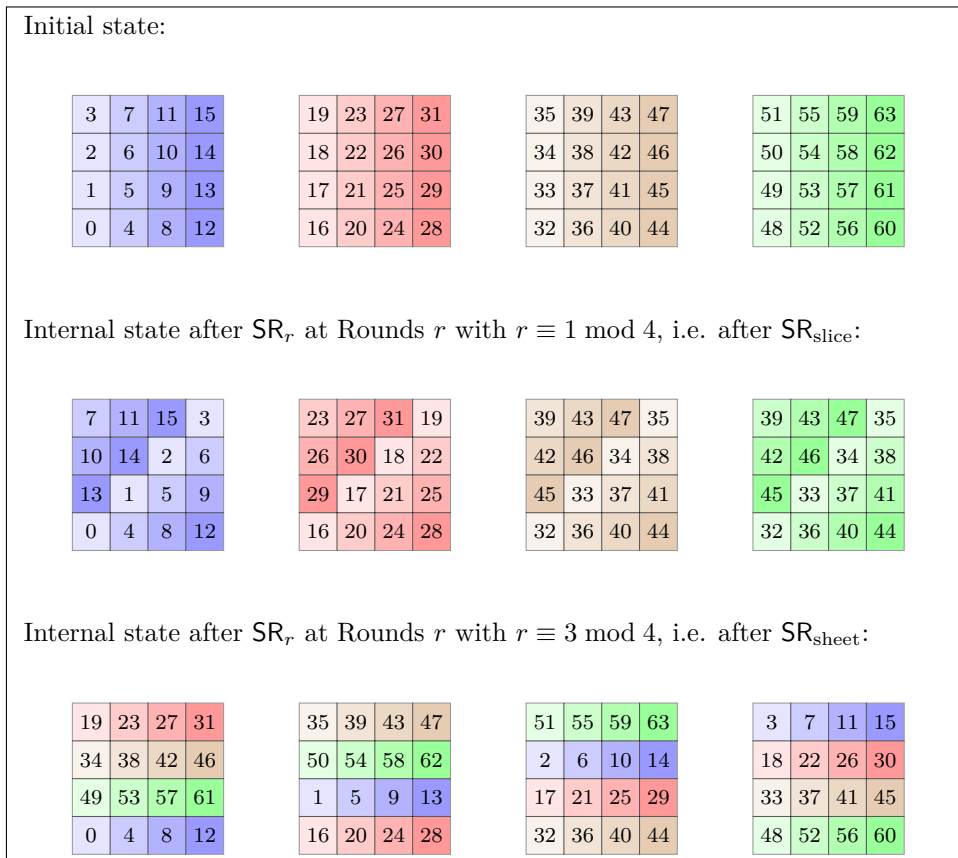 Initial state:
3 7 11 15 19 23 27 31 35 39 43 47 51 55 59 63
2 6 10 14 18 22 26 30 34 38 42 46 50 54 58 62
1 5 9 13 17 21 25 29 33 37 41 45 49 53 57 61
0 4 8 12 16 20 24 28 32 36 40 44 48 52 56 60
Internal state after SR_r at Rounds r with r ≡ 1 mod 4, i.e. after SR_slice:
7 11 15 3 23 27 31 19 39 43 47 35 39 43 47 35
10 14 2 6 26 30 18 22 42 46 34 38 42 46 34 38
13 1 5 9 29 17 21 25 45 33 37 41 45 33 37 41
0 4 8 12 16 20 24 28 32 36 40 44 32 36 40 44
Internal state after SR_r at Rounds r with r ≡ 3 mod 4, i.e. after SR_sheet:
19 23 27 31 35 39 43 47 51 55 59 63 3 7 11 15
34 38 42 46 50 54 58 62 2 6 10 14 18 22 26 30
49 53 57 61 1 5 9 13 17 21 25 29 33 37 41 45
0 4 8 12 16 20 24 28 32 36 40 44 48 52 56 60